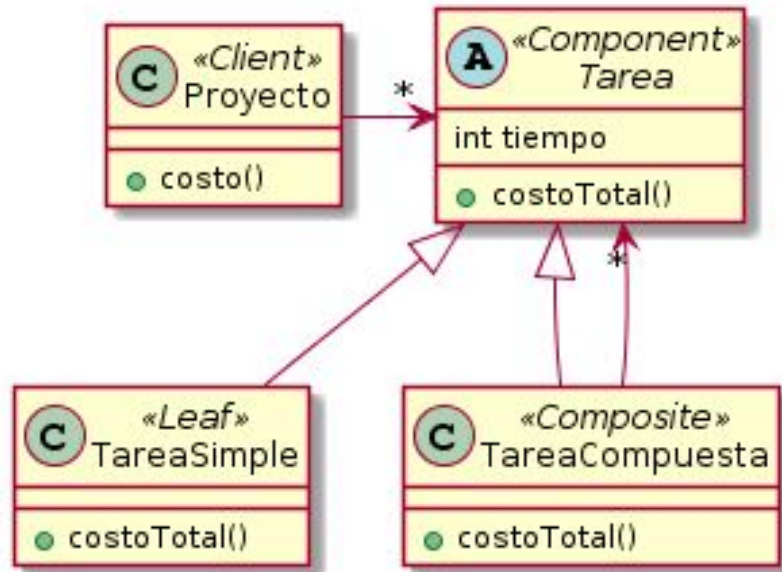 C «Client»
Proyecto
costo()
*
A «Component»
Tarea
int tiempo
costoTotal()
*
C «Leaf»
TareaSimple
costoTotal()
C «Composite»
TareaCompuesta
costoTotal()